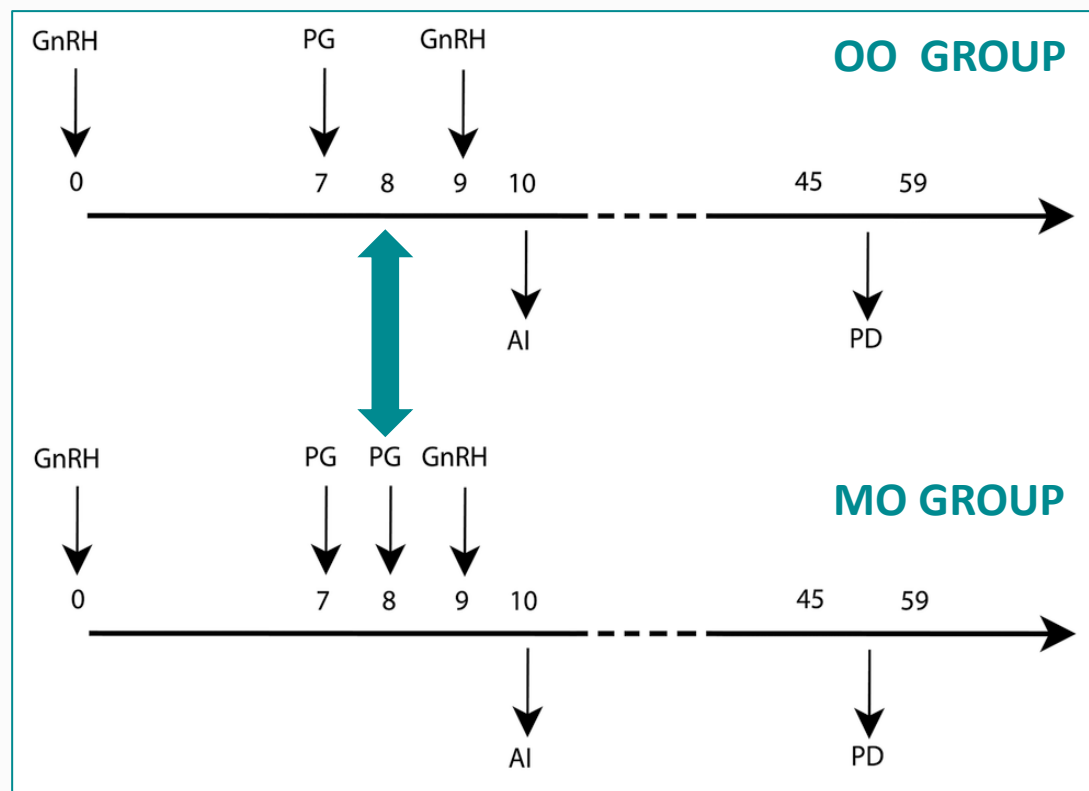 GnRH PG GnRH
OO GROUP
0 7 8 9 10 45 59
AI PD
GnRH PG PG GnRH
MO GROUP
0 7 8 9 10 45 59
AI PD